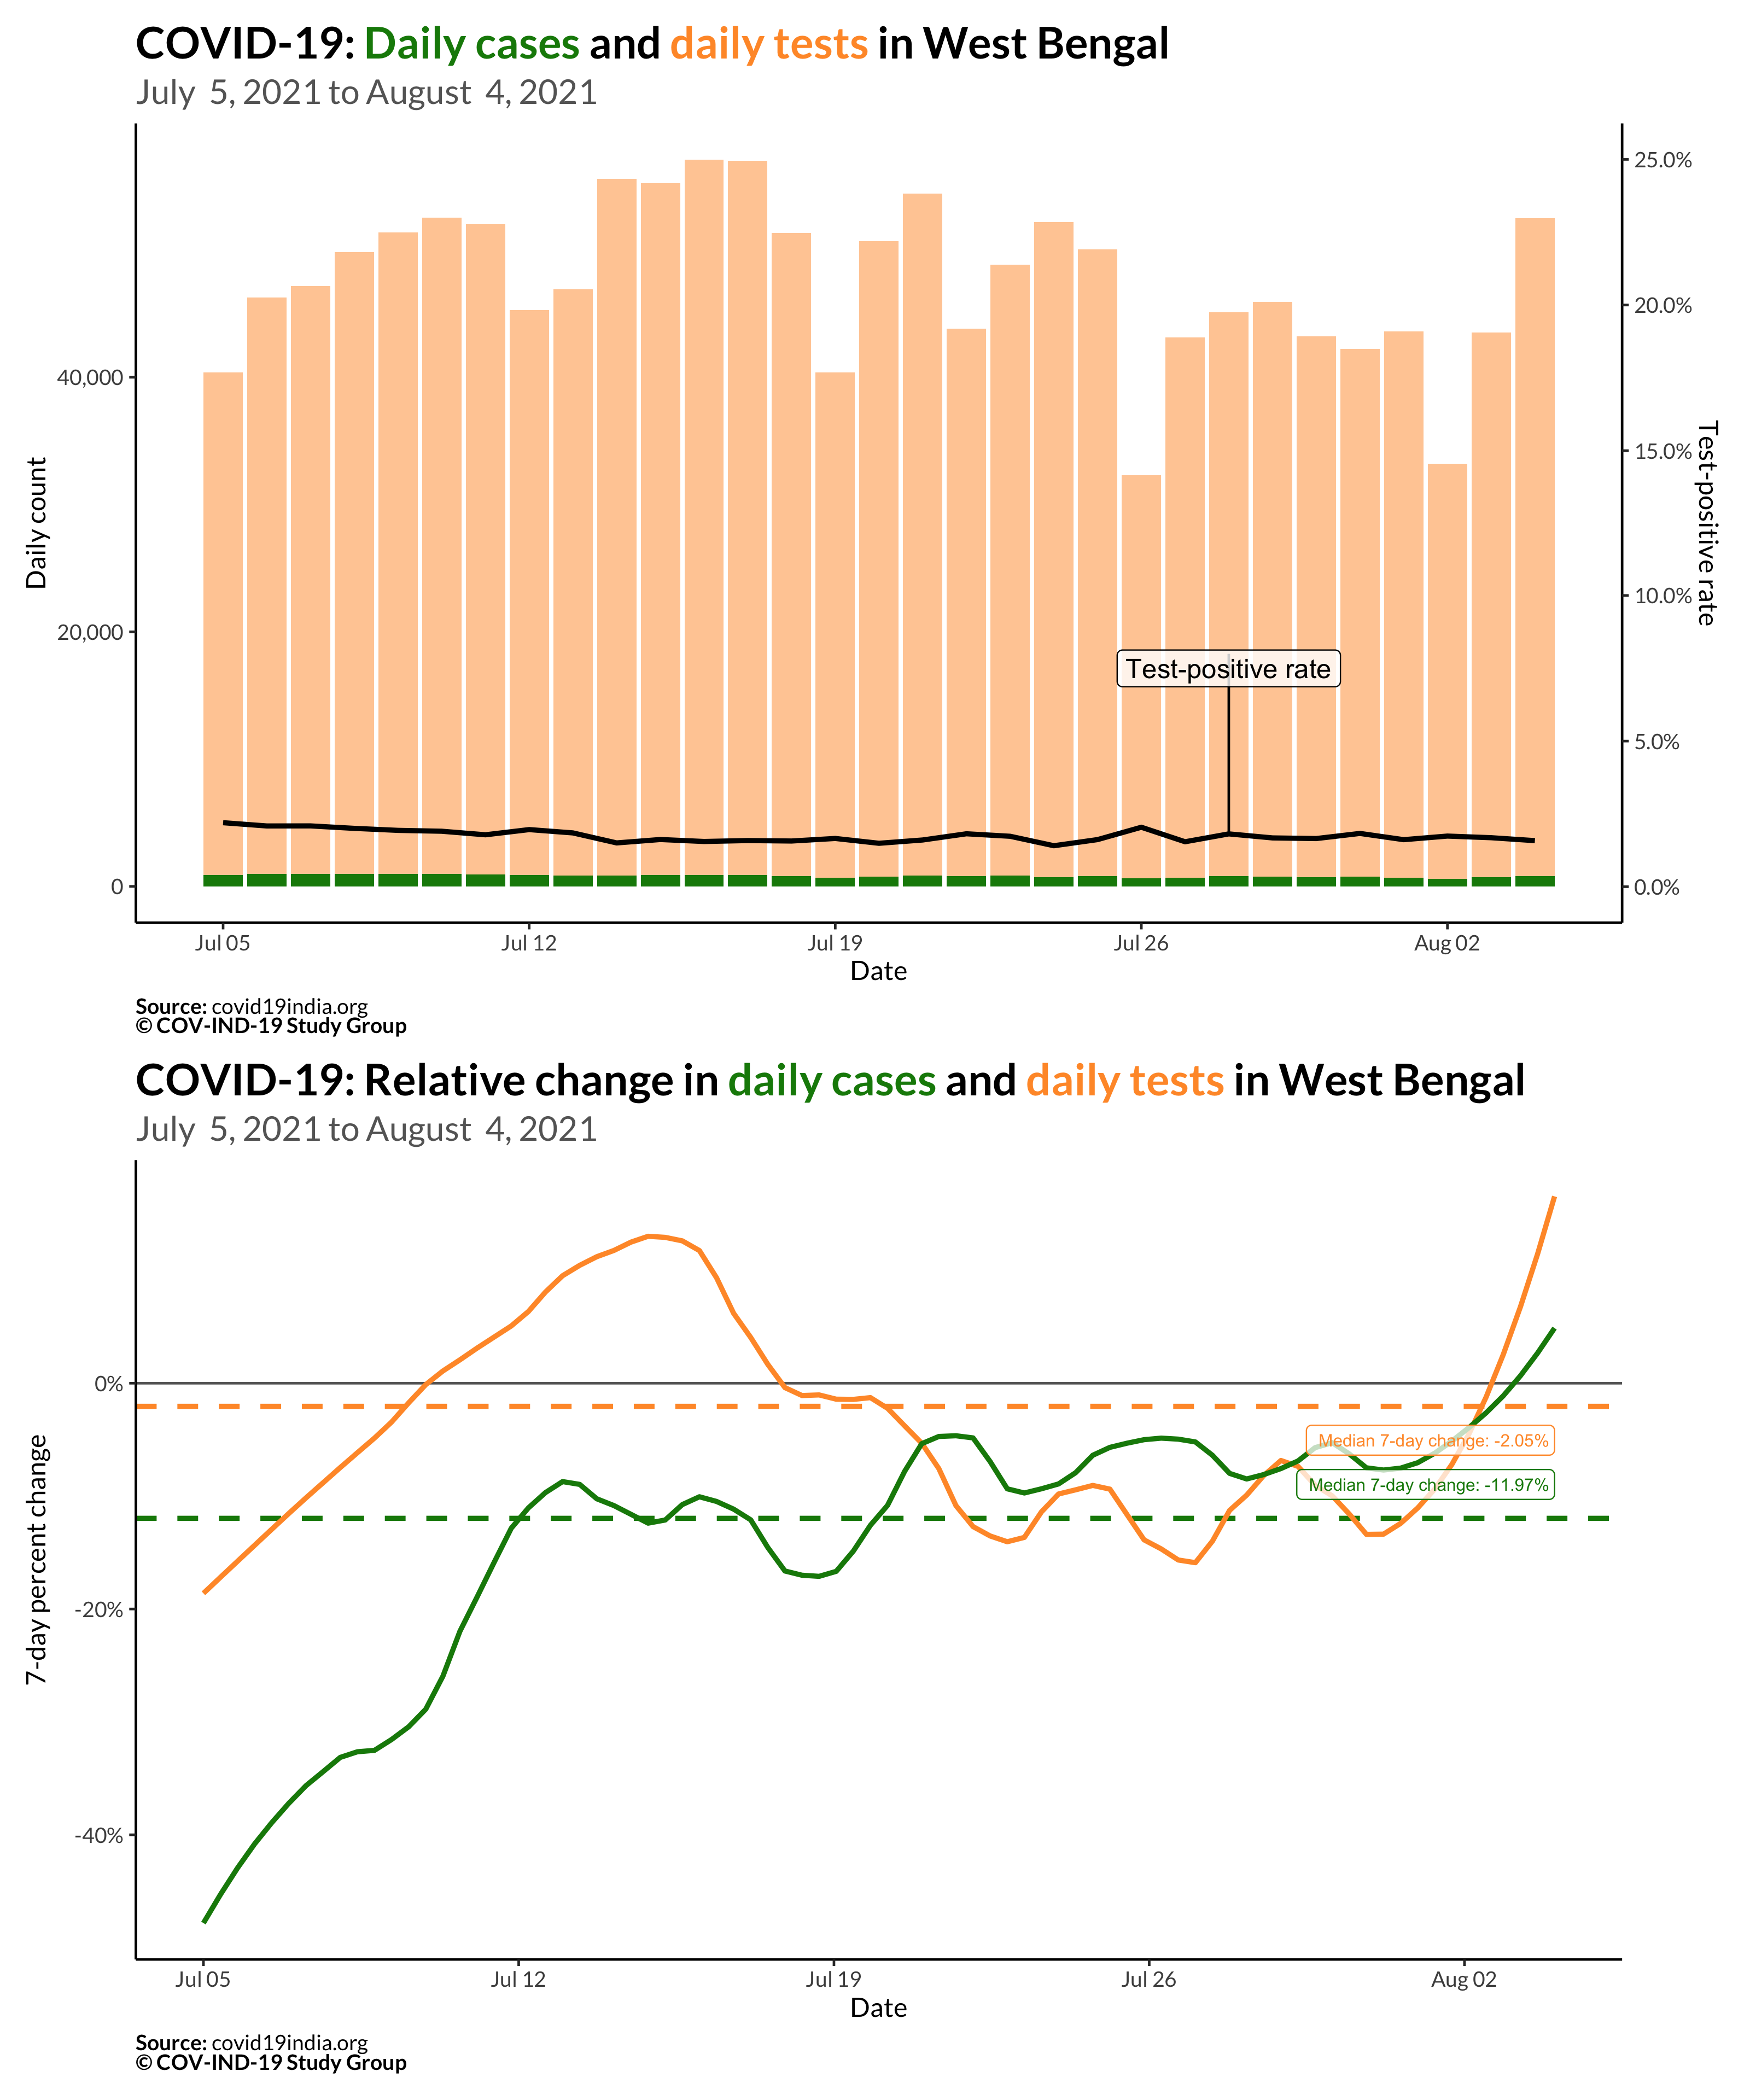 COVID-19: Daily cases and daily tests in West Bengal
July  5, 2021 to August  4, 2021
Daily count
40,000
20,000
0
25.0%
20.0%
15.0%
10.0%
5.0%
0.0%
Test-positive rate
Test-positive rate
Jul 05
Jul 12
Jul 19
Jul 26
Aug 02
Date
Source: covid19india.org
© COV-IND-19 Study Group
COVID-19: Relative change in daily cases and daily tests in West Bengal
July  5, 2021 to August  4, 2021
7-day percent change
0%
-20%
-40%
Median 7-day change: -2.05%
Median 7-day change: -11.97%
Jul 05
Jul 12
Jul 19
Jul 26
Aug 02
Date
Source: covid19india.org
© COV-IND-19 Study Group